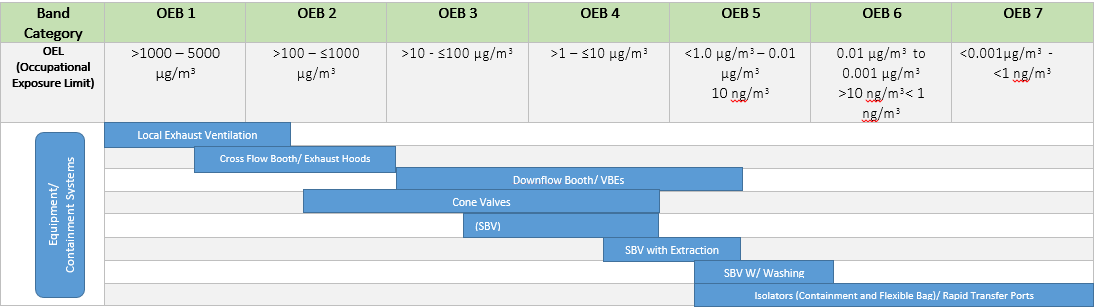 Band Category
OEB 1
OEB 2
OEB 3
OEB 4
OEB 5
OEB 6
OEB 7
OEL
(Occupational
Exposure Limit)
>1000 – 5000
µg/m³
>100 – ≤1000
µg/m³
>10 - ≤100 µg/m³
>1 – ≤10 µg/m³
<1.0 µg/m³ – 0.01
µg/m³
10 ng/m³
0.01 µg/m³ to
0.001 µg/m³
>10 ng/m³< 1
ng/m³
<0.001µg/m³ -
<1 ng/m³
Equipment/
Containment Systems
Local Exhaust Ventilation
Cross Flow Booth/ Exhaust Hoods
Downflow Booth/ VBEs
Cone Valves
(SBV)
SBV with Extraction
SBV W/ Washing
Isolators (Containment and Flexible Bag)/ Rapid Transfer Ports